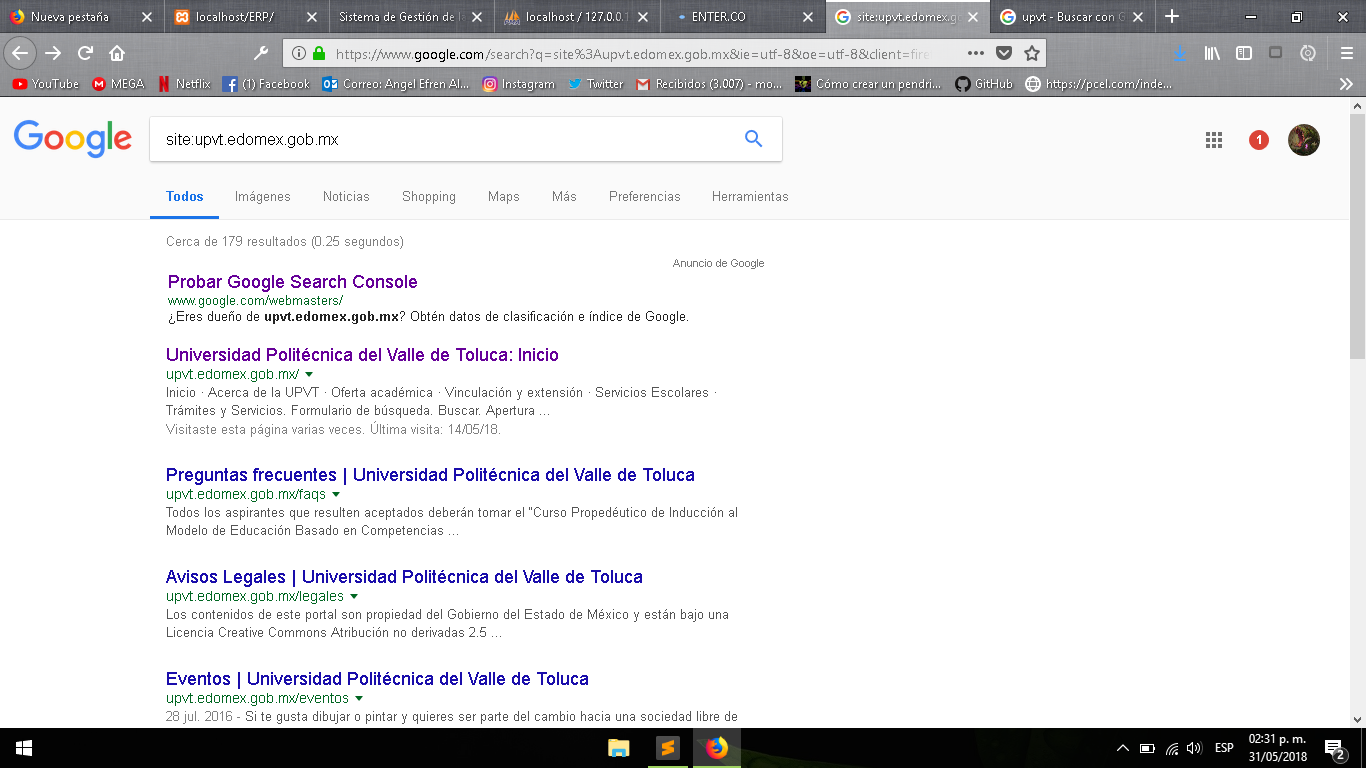 Nueva pestaña
localhost/ERP/
Sistema de Gestión de
localhost / 127.0.0.1
ENTER.CO
site:upvt.edomex.go
upvt - Buscar con G
https://www.google.com/search?q=site%3Aupvt.edomex.gob.mx&ie=utf-8&oe=utf-8&client=fire
YouTube
MEGA
Netflix
(1) Facebook
Correo: Angel Efren Al...
Instagram
Twitter
Recibidos (3.007) - mo...
Cómo crear un pendri...
GitHub
https://pcel.com/inde...
Google
site:upvt.edomex.gob.mx
1
Todos
Imágenes
Noticias
Shopping
Maps
Más
Preferencias
Herramientas
Cerca de 179 resultados (0.25 segundos)
Anuncio de Google
Probar Google Search Console
www.google.com/webmasters/
¿Eres dueño de upvt.edomex.gob.mx? Obtén datos de clasificación e índice de Google.
Universidad Politécnica del Valle de Toluca: Inicio
upvt.edomex.gob.mx/
Inicio · Acerca de la UPVT · Oferta académica · Vinculación y extensión · Servicios Escolares ·
Trámites y Servicios. Formulario de búsqueda. Buscar. Apertura ...
Visitaste esta página varias veces. Última visita: 14/05/18.
Preguntas frecuentes | Universidad Politécnica del Valle de Toluca
upvt.edomex.gob.mx/faqs
Todos los aspirantes que resulten aceptados deberán tomar el "Curso Propedéutico de Inducción al
Modelo de Educación Basado en Competencias ...
Avisos Legales | Universidad Politécnica del Valle de Toluca
upvt.edomex.gob.mx/legales
Los contenidos de este portal son propiedad del Gobierno del Estado de México y están bajo una
Licencia Creative Commons Atribución no derivadas 2.5 ...
Eventos | Universidad Politécnica del Valle de Toluca
upvt.edomex.gob.mx/eventos
28 jul. 2016 - Si te gusta dibujar o pintar y quieres ser parte del cambio hacia una sociedad libre de
ESP
02:31 p. m.
31/05/2018
2